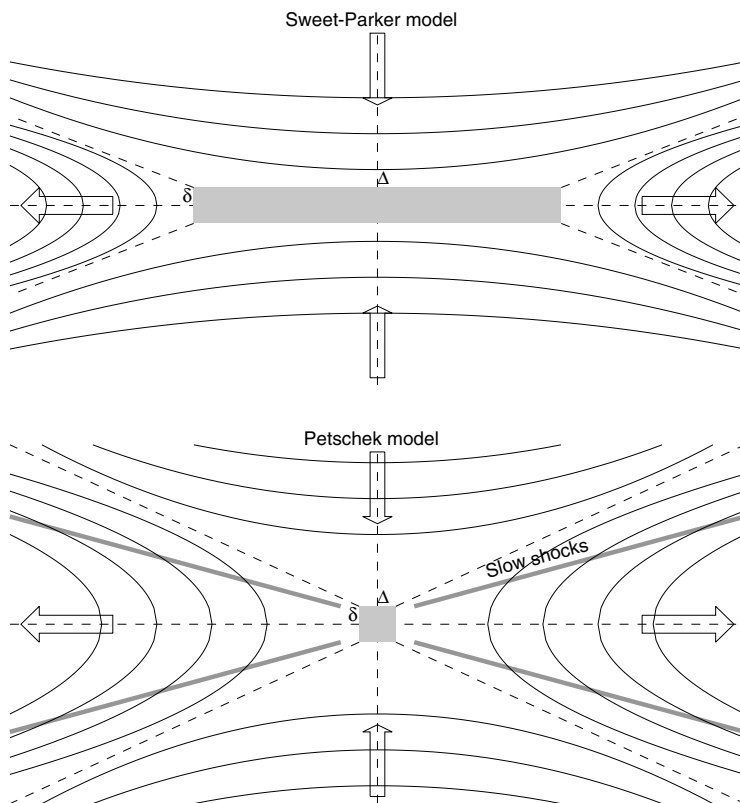 Sweet-Parker model
Δ
δ
Petschek model
Slow shocks
Δ
δ